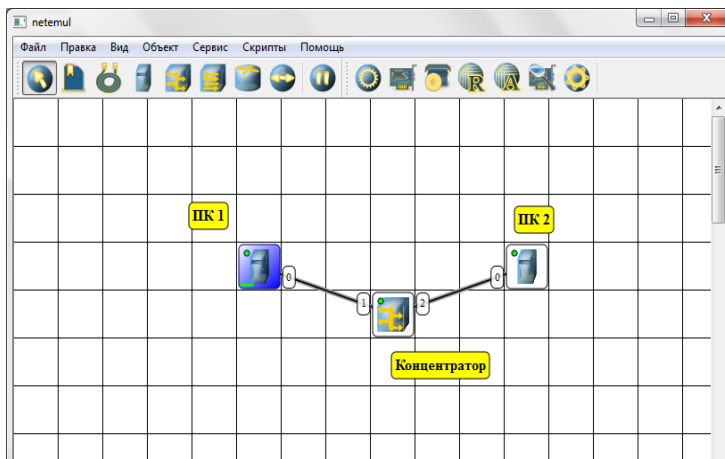 netemul
Файл Правка Вид Объект Сервис Скрипты Помощь
R A
ПК 1
ПК 2
0 0
1 2
Концентратор